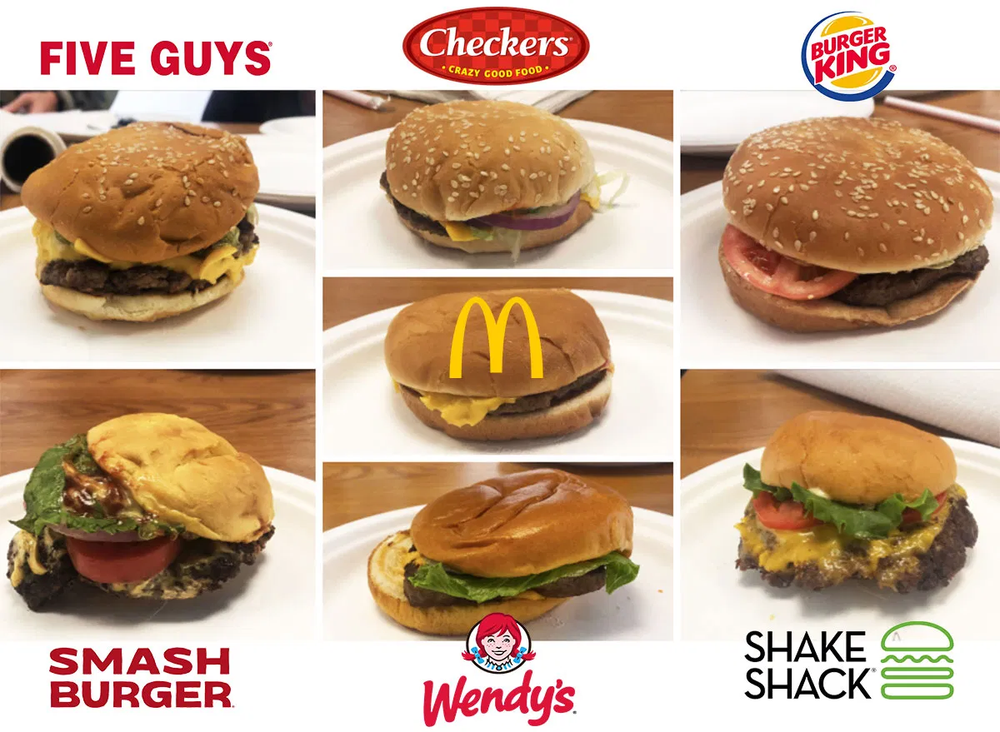 FIVE GUYS®
Checkers®
• CRAZY GOOD FOOD •
BURGER
KING®
M
SMASH
BURGER.
Wendy's
SHAKE
SHACK®